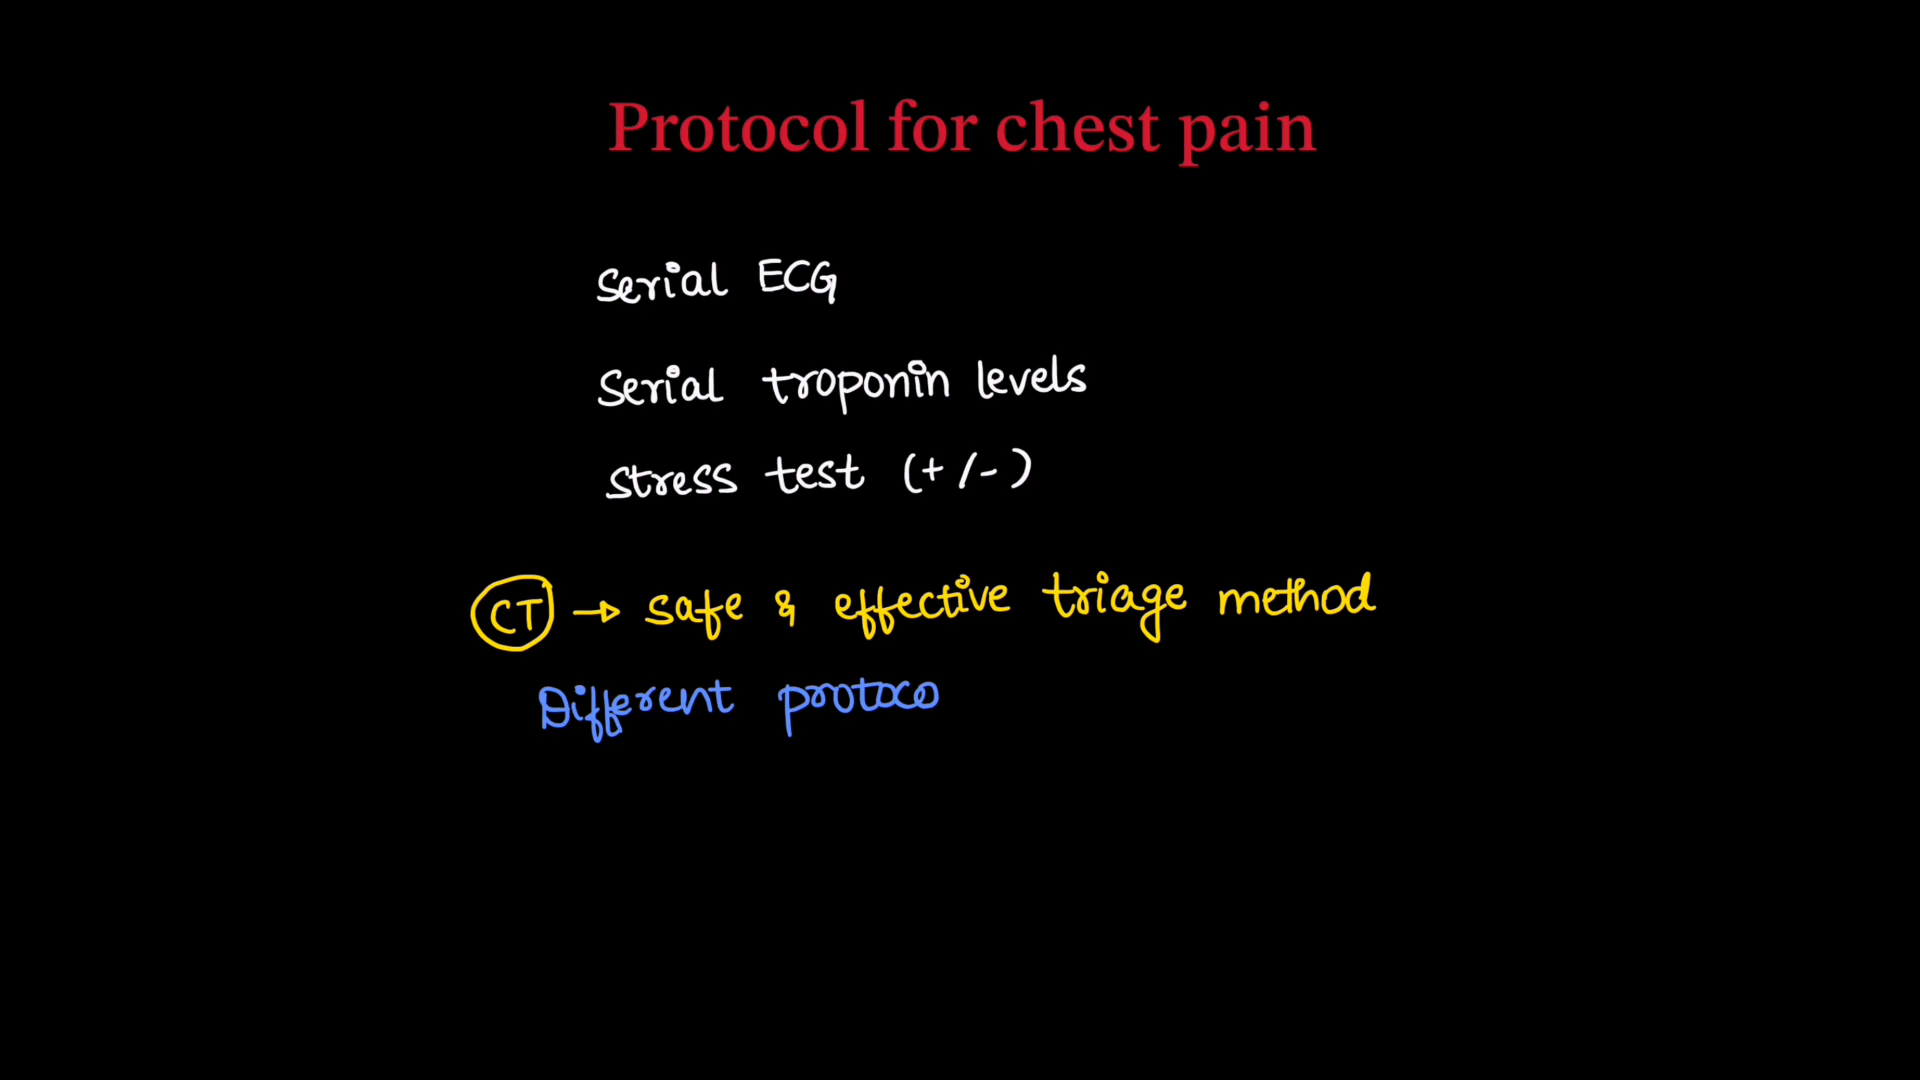 Protocol for chest pain
Serial ECG
Serial troponin levels
Stress test (+/-)
CT → safe & effective triage method
Different protoco